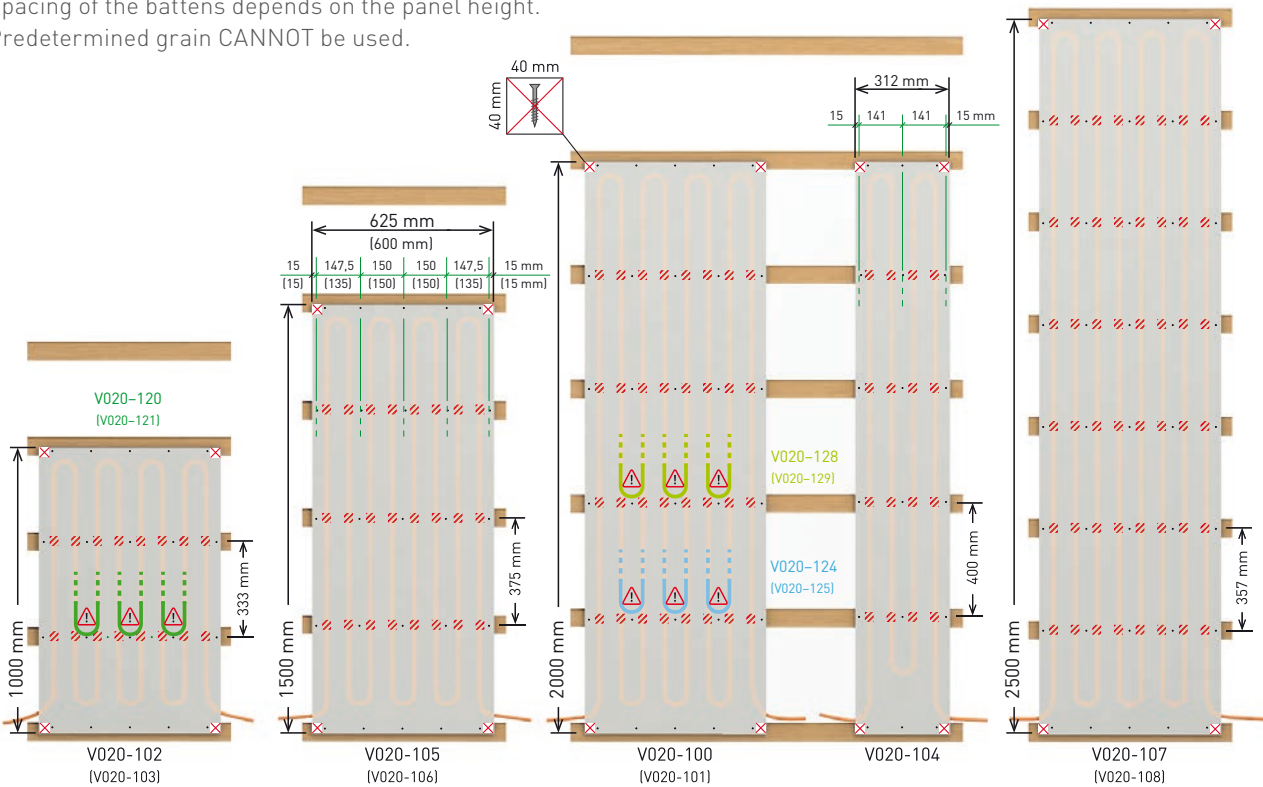 pacing of the battens depends on the panel height.
Predetermined grain CANNOT be used.
40 mm
40 mm
312 mm
15 141 141 15 mm
625 mm
(600 mm)
15 147,5 150 150 147,5 15 mm
(15) (135) (150) (150) (135) (15 mm)
V020–120
(V020–121)
V020–128
(V020–129)
V020–124
(V020–125)
1000 mm
333 mm
1500 mm
375 mm
2000 mm
400 mm
2500 mm
357 mm
V020-102
(V020-103)
V020-105
(V020-106)
V020-100
(V020-101)
V020-104
V020-107
(V020-108)